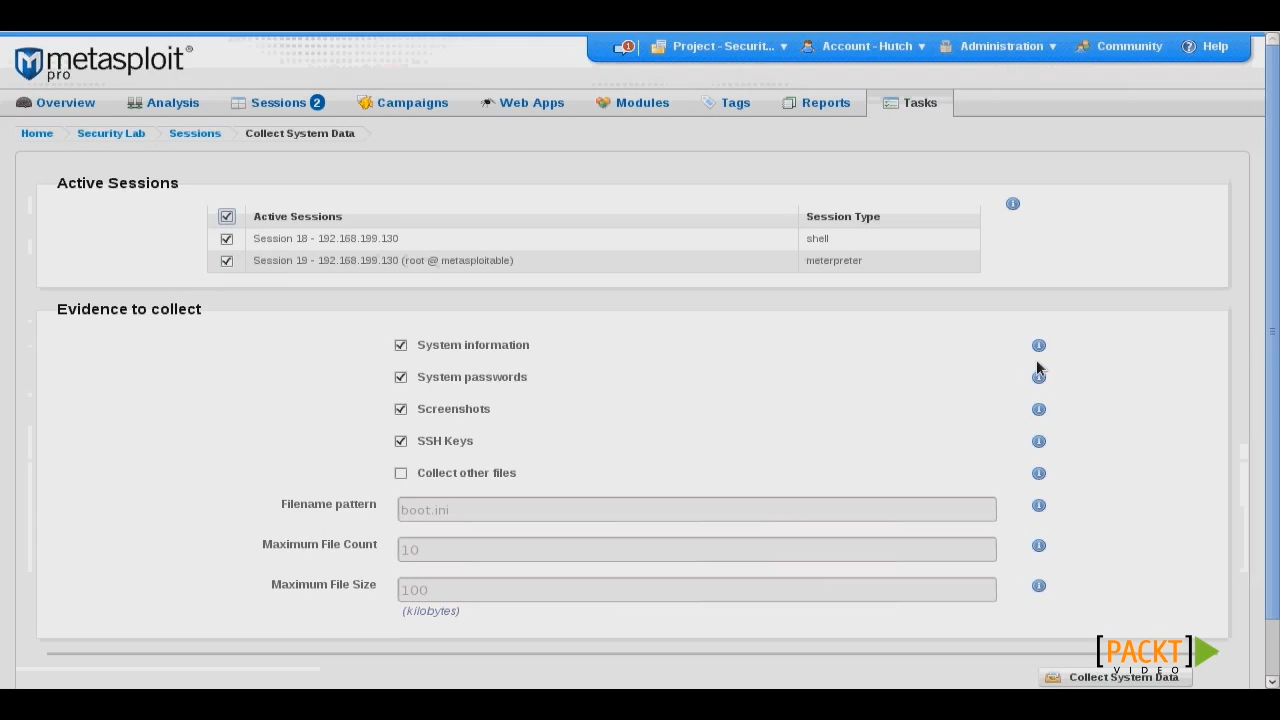 metasploit®
pro
1 Project - Securit... ▼ Account - Hutch ▼ Administration ▼ Community ? Help
Overview Analysis Sessions 2 Campaigns Web Apps Modules Tags Reports Tasks
Home Security Lab Sessions Collect System Data
Active Sessions
Active Sessions Session Type
Session 18 - 192.168.199.130 shell
Session 19 - 192.168.199.130 (root @ metasploitable) meterpreter
Evidence to collect
System information
System passwords
Screenshots
SSH Keys
Collect other files
Filename pattern boot.ini
Maximum File Count 10
Maximum File Size 100
(kilobytes)
[PACKT]
VIDEO
Collect System Data